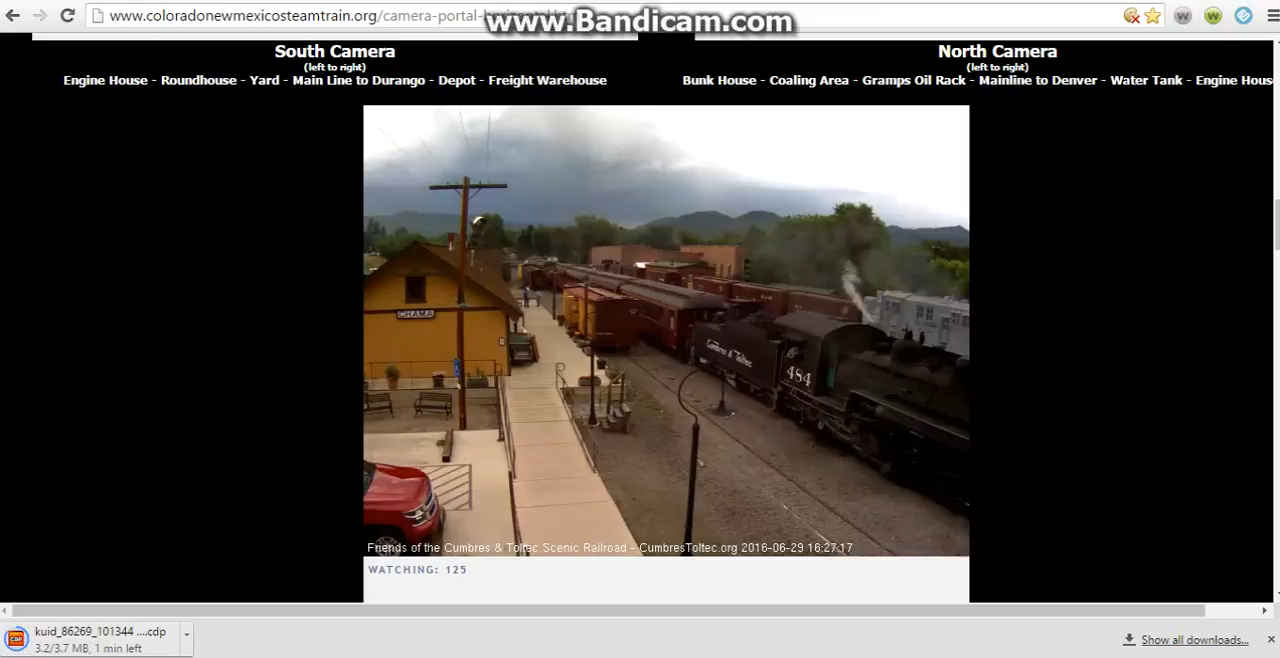 www.coloradonewmexicosteamtrain.org/camera-portal-
www.Bandicam.com
South Camera
(left to right)
Engine House - Roundhouse - Yard - Main Line to Durango - Depot - Freight Warehouse
North Camera
(left to right)
Bunk House - Coaling Area - Gramps Oil Rack - Mainline to Denver - Water Tank - Engine Hous
CHAMA
Cumbres & Toltec
484
Friends of the Cumbres & Toltec Scenic Railroad - CumbresToltec.org 2016-06-29 16:27:17
WATCHING: 125
kuid_86269_101344 ....cdp
3.2/3.7 MB, 1 min left
Show all downloads...
CDP